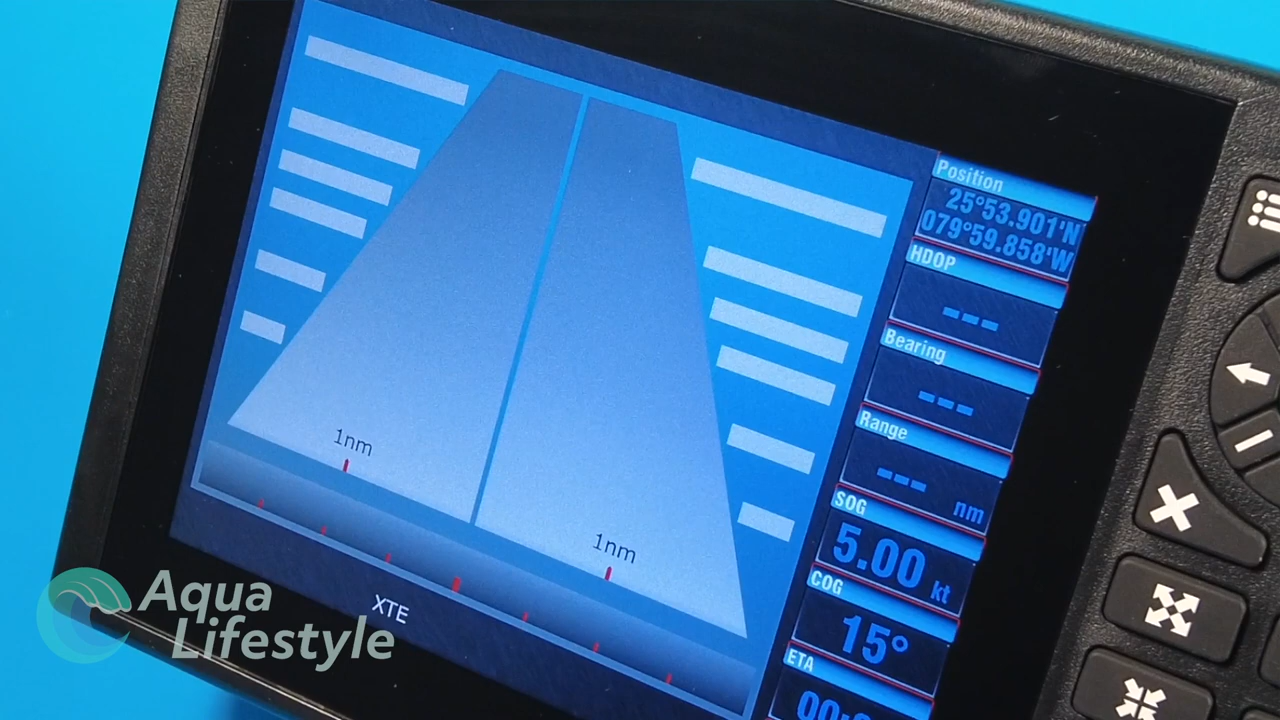 Position
25°53.901'N
079°59.858'W
HDOP
---
Bearing
---
Range
---
nm
SOG
5.00 kt
COG
15°
ETA
1nm
1nm
XTE
Aqua
Lifestyle